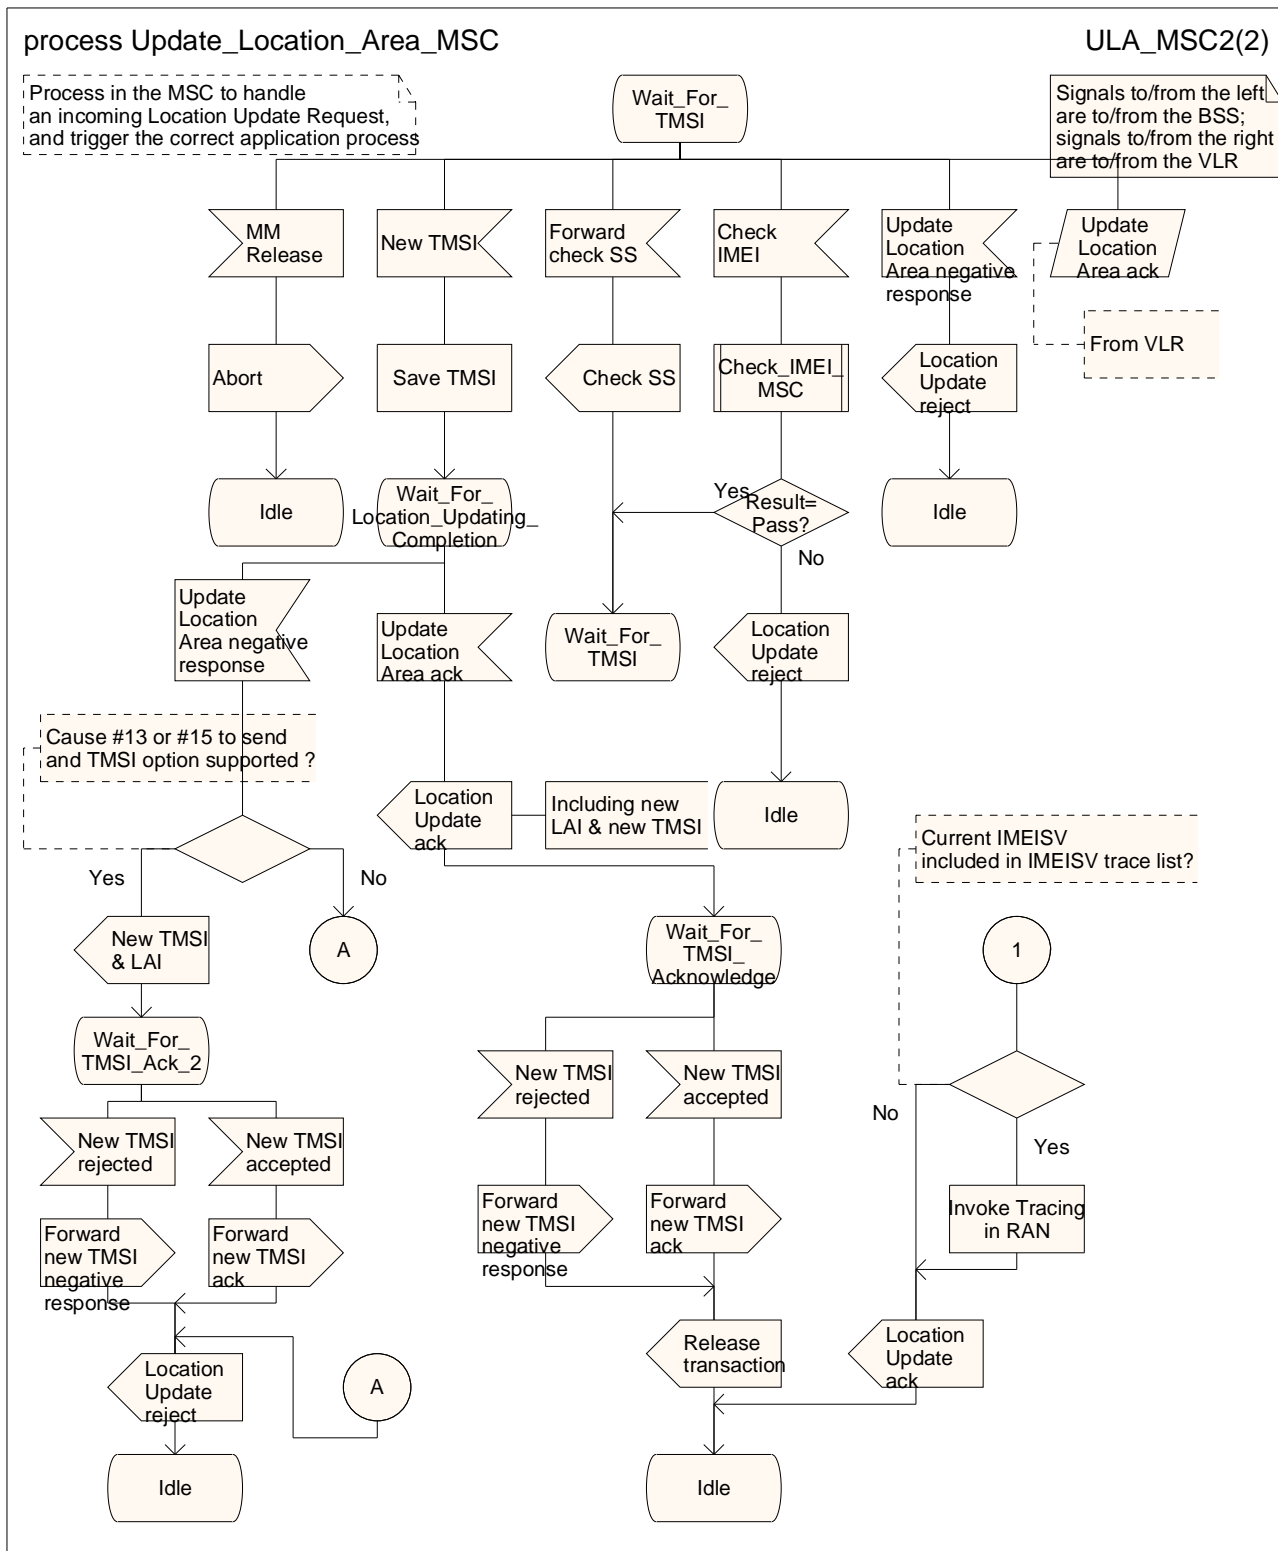 process Update_Location_Area_MSC
ULA_MSC2(2)
Process in the MSC to handle
an incoming Location Update Request,
and trigger the correct application process
Wait_For_
TMSI
Signals to/from the left
are to/from the BSS;
signals to/from the right
are to/from the VLR
MM
Release
New TMSI
Forward
check SS
Check
IMEI
Update
Location
Area negative
response
Update
Location
Area ack
From VLR
Abort
Save TMSI
Check SS
Check_IMEI_
MSC
Location
Update
reject
Idle
Wait_For_
Location_Updating_
Completion
Yes
Result=
Pass?
No
Idle
Update
Location
Area negative
response
Update
Location
Area ack
Wait_For_
TMSI
Location
Update
reject
Cause #13 or #15 to send
and TMSI option supported ?
Location
Update
ack
Including new
LAI & new TMSI
Idle
Current IMEISV
included in IMEISV trace list?
Yes
No
New TMSI
& LAI
A
Wait_For_
TMSI_
Acknowledge
1
Wait_For_
TMSI_Ack_2
New TMSI
rejected
New TMSI
accepted
No
Yes
New TMSI
rejected
New TMSI
accepted
Forward
new TMSI
negative
response
Forward
new TMSI
ack
Invoke Tracing
in RAN
Forward
new TMSI
negative
response
Forward
new TMSI
ack
Release
transaction
Location
Update
ack
Location
Update
reject
A
Idle
Idle